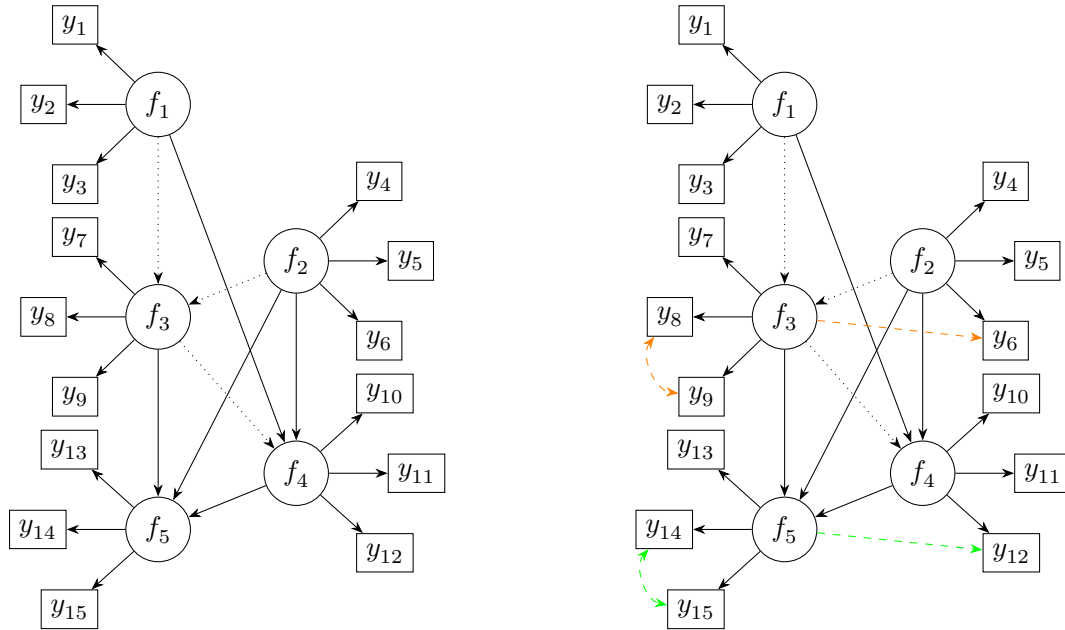 y₁
f₁
y₂
y₃
y₄
y₇
f₂
y₅
y₈
f₃
y₆
y₉
y₁₀
y₁₃
f₄
y₁₁
y₁₄
f₅
y₁₂
y₁₅
y₁
f₁
y₂
y₃
y₄
y₇
f₂
y₅
y₈
f₃
y₆
y₉
y₁₀
y₁₃
f₄
y₁₁
y₁₄
f₅
y₁₂
y₁₅